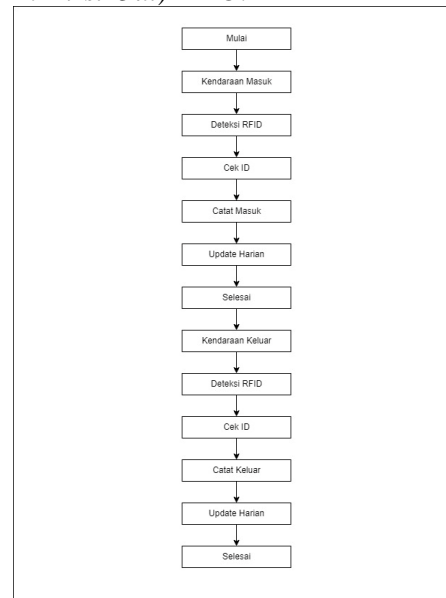 Mulai
Kendaraan Masuk
Deteksi RFID
Cek ID
Catat Masuk
Update Harian
Selesai
Kendaraan Keluar
Deteksi RFID
Cek ID
Catat Keluar
Update Harian
Selesai